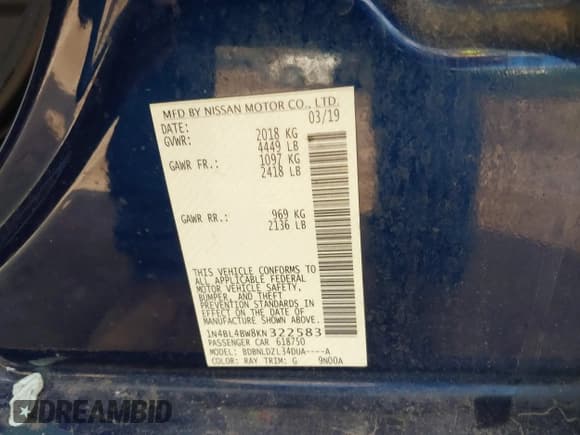 MFD BY NISSAN MOTOR CO., LTD.
DATE: 03/19
GVWR: 2018 KG
4449 LB
GAWR FR.: 1097 KG
2418 LB
GAWR RR.: 969 KG
2136 LB
THIS VEHICLE CONFORMS TO
ALL APPLICABLE FEDERAL
MOTOR VEHICLE SAFETY,
BUMPER, AND THEFT
PREVENTION STANDARDS IN
EFFECT ON THE DATE OF
MANUFACTURE SHOWN ABOVE.
1N4BL4BW8KN322583
PASSENGER CAR 618750
MODEL: BDBNLDZL34DUA----A
COLOR: RAY TRIM: G 9N00A
DREAMBID